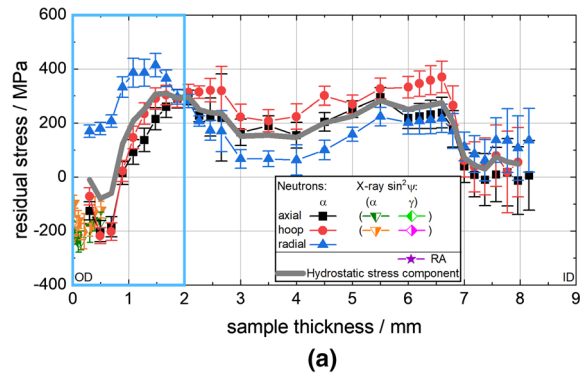 residual stress / MPa
600
400
200
0
-200
-400
OD
ID
Neutrons: X-ray sin²ψ:
α (α γ)
axial ( )
hoop ( )
radial
RA
Hydrostatic stress component
0 1 2 3 4 5 6 7 8 9
sample thickness / mm
(a)